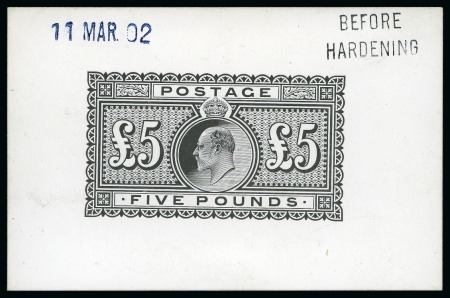 11 MAR. 02
BEFORE
HARDENING
POSTAGE
£5 £5
· FIVE POUNDS ·